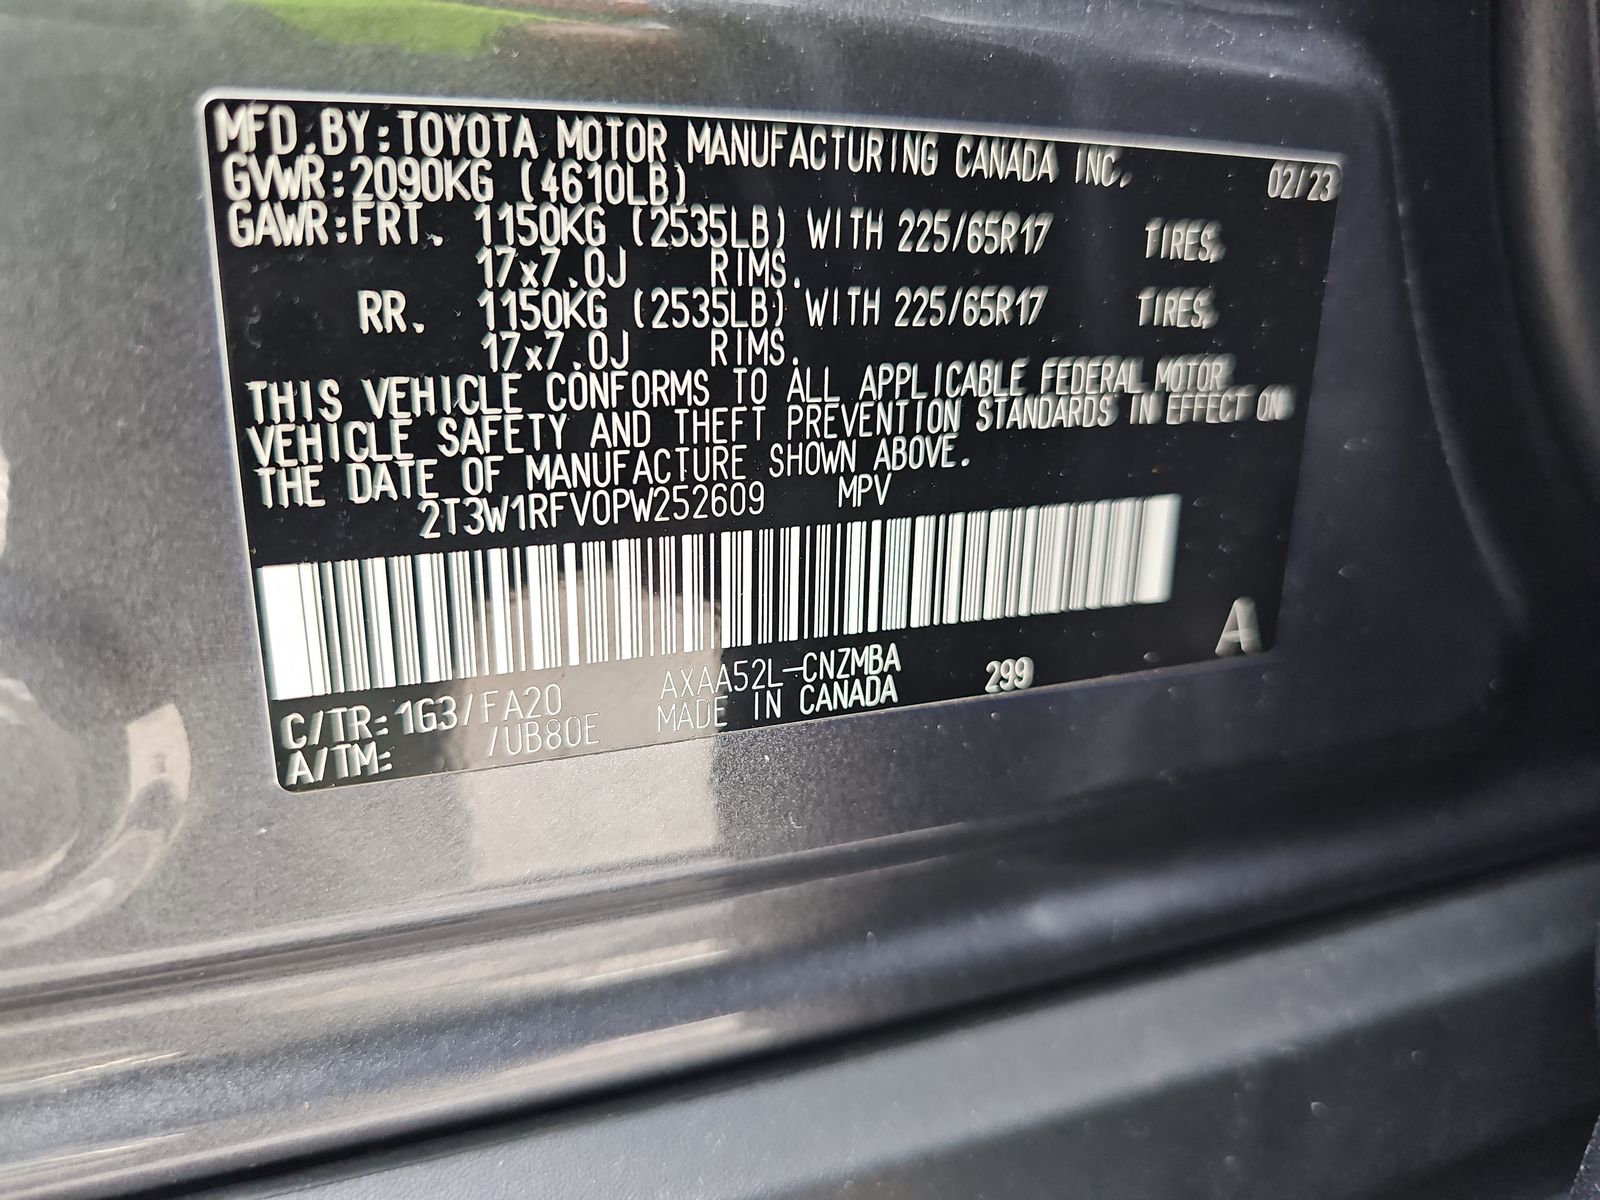 MFD.BY:TOYOTA MOTOR MANUFACTURING CANADA INC. 02/23
GVWR:2090KG (4610LB)
GAWR:FRT. 1150KG (2535LB) WITH 225/65R17 TIRES,
17x7.0J RIMS.
RR. 1150KG (2535LB) WITH 225/65R17 TIRES,
17x7.0J RIMS.
THIS VEHICLE CONFORMS TO ALL APPLICABLE FEDERAL MOTOR
VEHICLE SAFETY AND THEFT PREVENTION STANDARDS IN EFFECT ON
THE DATE OF MANUFACTURE SHOWN ABOVE.
2T3W1RFV0PW252609 MPV
A
C/TR:1G3/FA20 AXAA52L-CNZMBA 299
A/TM: /UB80E MADE IN CANADA